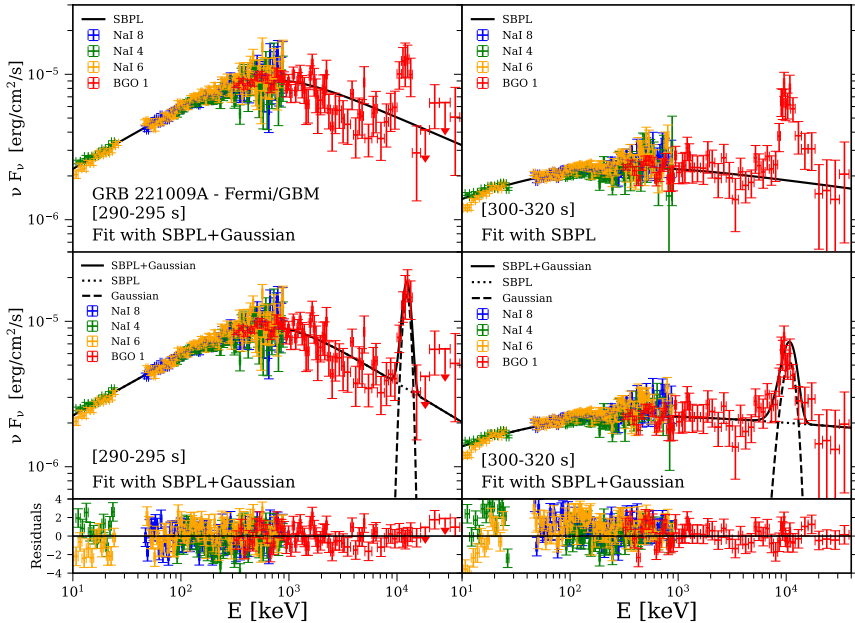 SBPL
NaI 8
NaI 4
NaI 6
BGO 1
10⁻⁵
10⁻⁶
ν Fν [erg/cm²/s]
GRB 221009A - Fermi/GBM
[290-295 s]
Fit with SBPL+Gaussian
SBPL
NaI 8
NaI 4
NaI 6
BGO 1
[300-320 s]
Fit with SBPL
SBPL+Gaussian
SBPL
Gaussian
NaI 8
NaI 4
NaI 6
BGO 1
10⁻⁵
10⁻⁶
ν Fν [erg/cm²/s]
[290-295 s]
Fit with SBPL+Gaussian
SBPL+Gaussian
SBPL
Gaussian
NaI 8
NaI 4
NaI 6
BGO 1
[300-320 s]
Fit with SBPL+Gaussian
Residuals
4
2
0
−2
−4
10¹ 10² 10³ 10⁴ 10¹ 10² 10³ 10⁴
E [keV] E [keV]